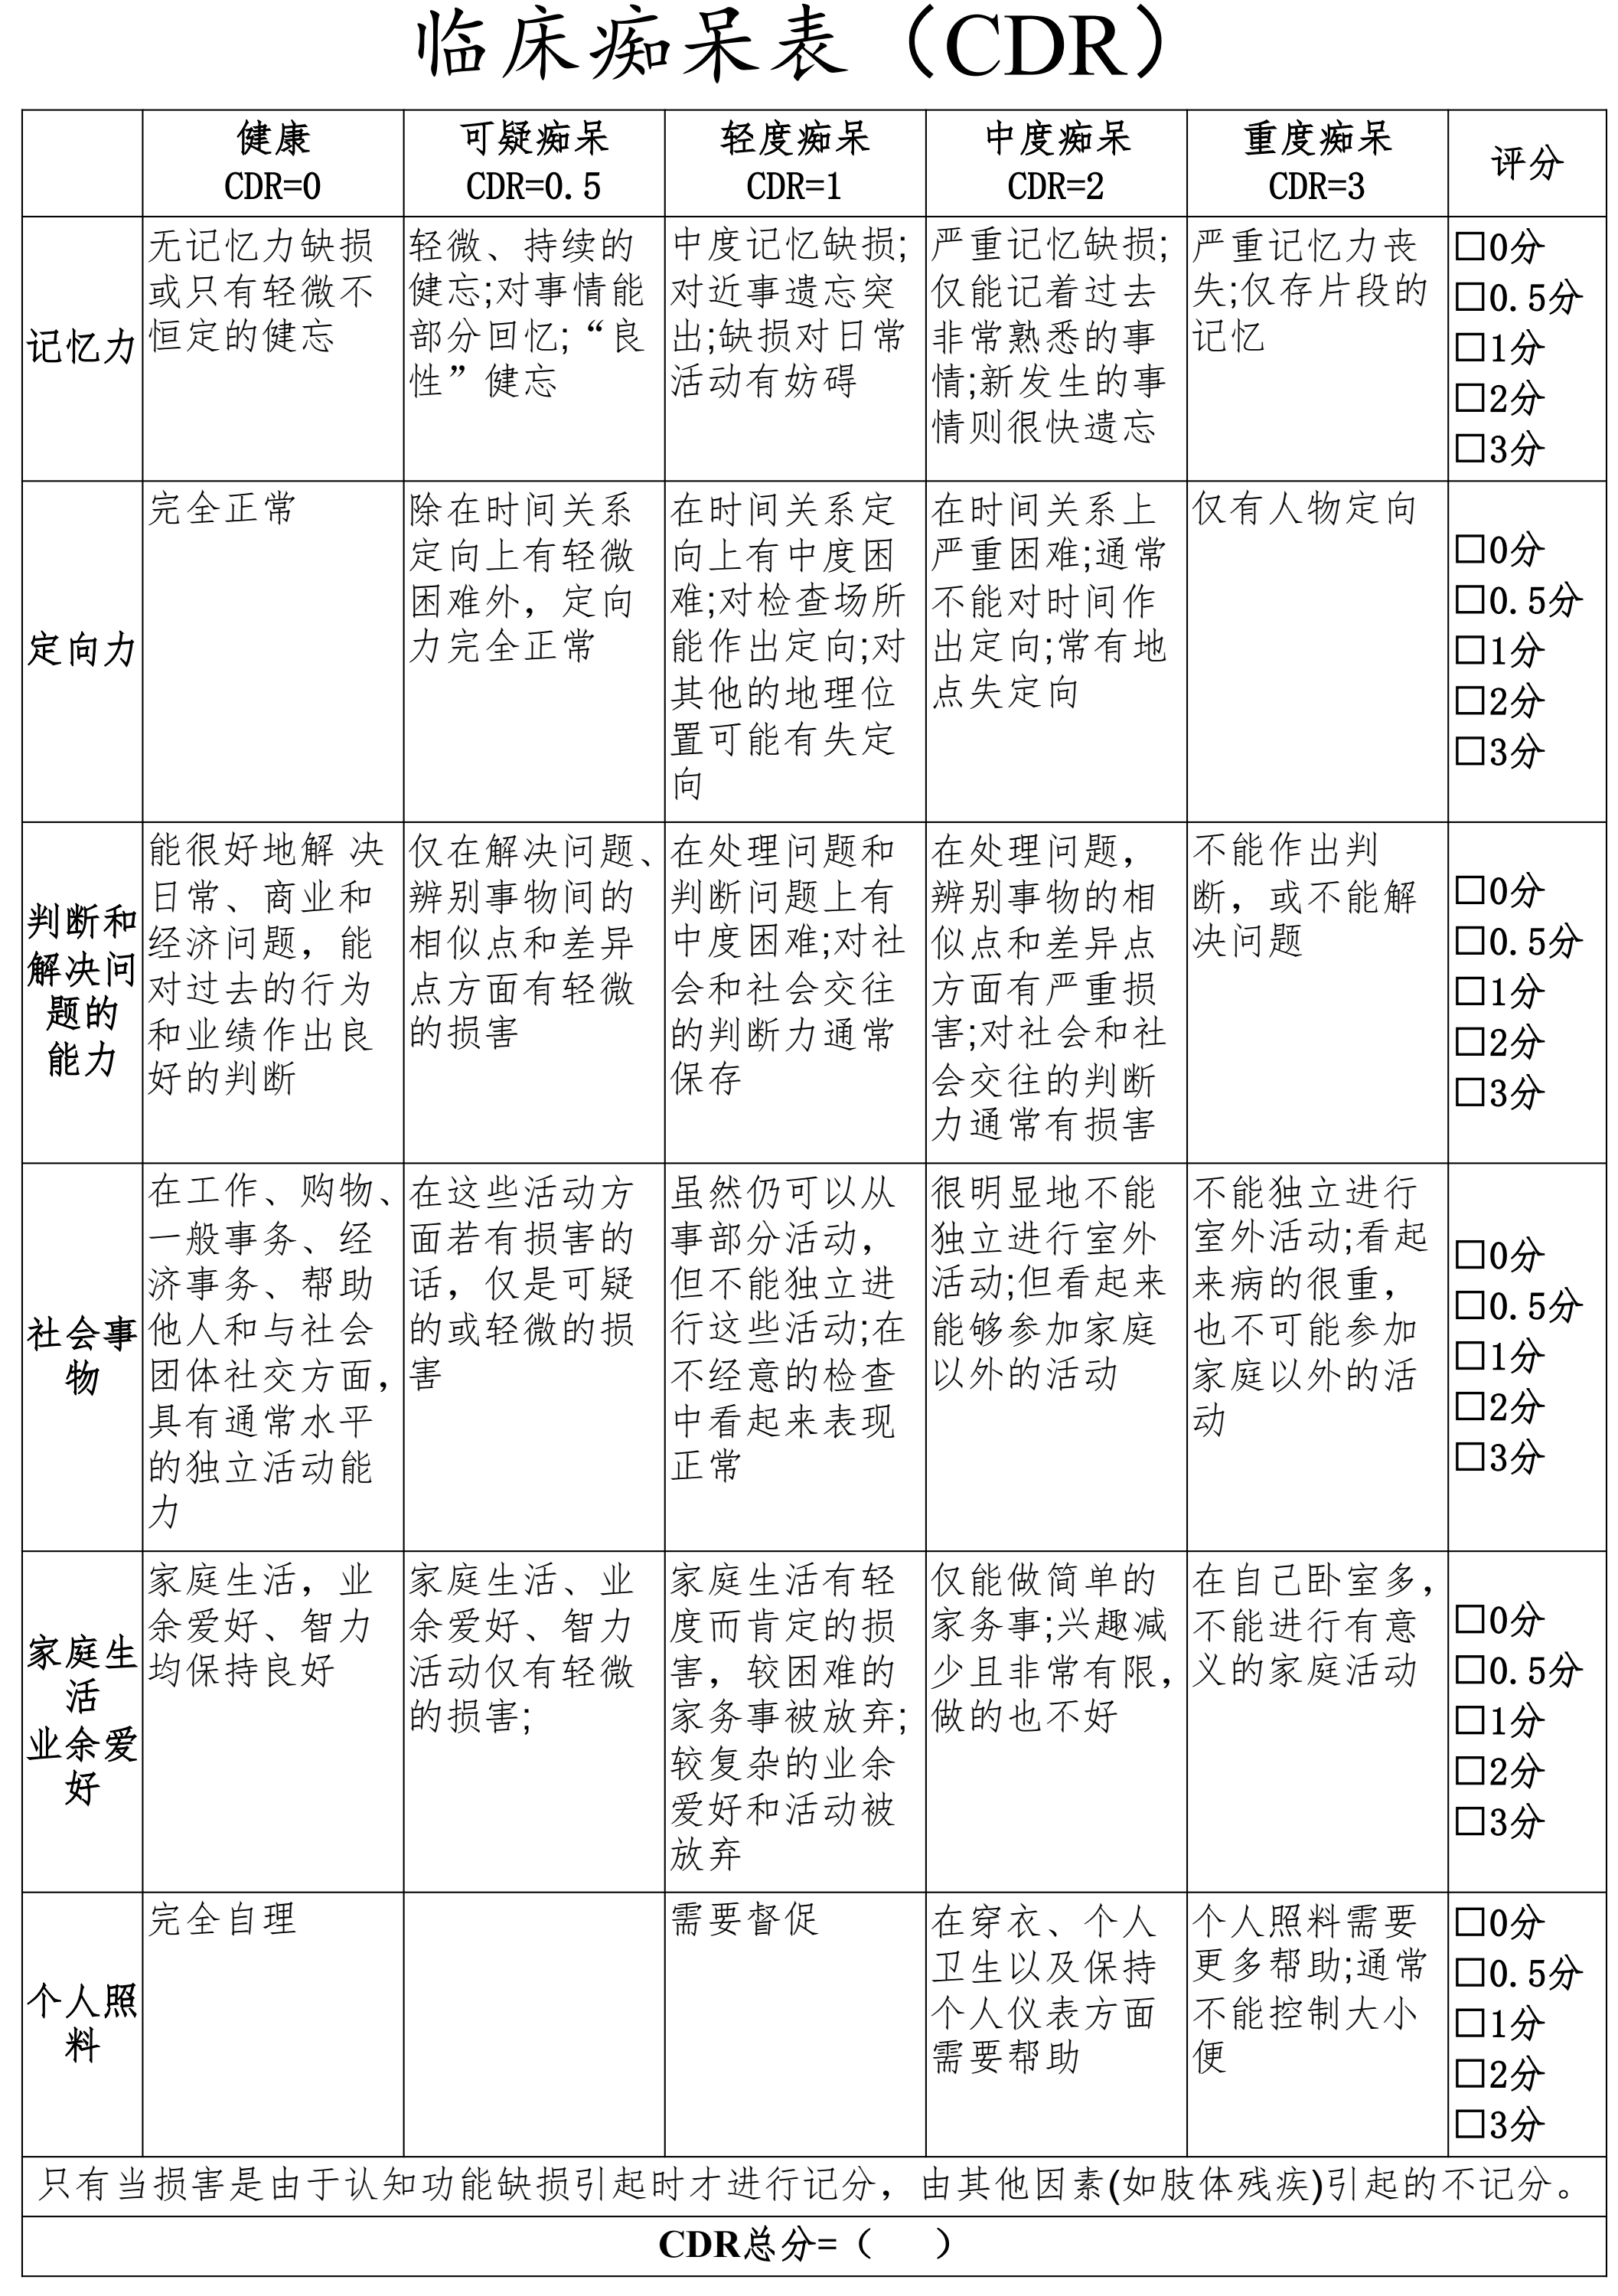 临床痴呆表（CDR）
健康
CDR=0
可疑痴呆
CDR=0.5
轻度痴呆
CDR=1
中度痴呆
CDR=2
重度痴呆
CDR=3
评分
记忆力
无记忆力缺损
或只有轻微不
恒定的健忘
轻微、持续的
健忘;对事情能
部分回忆;“良
性”健忘
中度记忆缺损;
对近事遗忘突
出;缺损对日常
活动有妨碍
严重记忆缺损;
仅能记着过去
非常熟悉的事
情;新发生的事
情则很快遗忘
严重记忆力丧
失;仅存片段的
记忆
□0分
□0.5分
□1分
□2分
□3分
定向力
完全正常
除在时间关系
定向上有轻微
困难外，定向
力完全正常
在时间关系定
向上有中度困
难;对检查场所
能作出定向;对
其他的地理位
置可能有失定
向
在时间关系上
严重困难;通常
不能对时间作
出定向;常有地
点失定向
仅有人物定向
□0分
□0.5分
□1分
□2分
□3分
判断和
解决问
题的
能力
能很好地解 决
日常、商业和
经济问题，能
对过去的行为
和业绩作出良
好的判断
仅在解决问题、
辨别事物间的
相似点和差异
点方面有轻微
的损害
在处理问题和
判断问题上有
中度困难;对社
会和社会交往
的判断力通常
保存
在处理问题，
辨别事物的相
似点和差异点
方面有严重损
害;对社会和社
会交往的判断
力通常有损害
不能作出判
断，或不能解
决问题
□0分
□0.5分
□1分
□2分
□3分
社会事
物
在工作、购物、
一般事务、经
济事务、帮助
他人和与社会
团体社交方面，
具有通常水平
的独立活动能
力
在这些活动方
面若有损害的
话，仅是可疑
的或轻微的损
害
虽然仍可以从
事部分活动，
但不能独立进
行这些活动;在
不经意的检查
中看起来表现
正常
很明显地不能
独立进行室外
活动;但看起来
能够参加家庭
以外的活动
不能独立进行
室外活动;看起
来病的很重，
也不可能参加
家庭以外的活
动
□0分
□0.5分
□1分
□2分
□3分
家庭生
活
业余爱
好
家庭生活，业
余爱好、智力
均保持良好
家庭生活、业
余爱好、智力
活动仅有轻微
的损害;
家庭生活有轻
度而肯定的损
害，较困难的
家务事被放弃;
较复杂的业余
爱好和活动被
放弃
仅能做简单的
家务事;兴趣减
少且非常有限，
做的也不好
在自己卧室多，
不能进行有意
义的家庭活动
□0分
□0.5分
□1分
□2分
□3分
个人照
料
完全自理
需要督促
在穿衣、个人
卫生以及保持
个人仪表方面
需要帮助
个人照料需要
更多帮助;通常
不能控制大小
便
□0分
□0.5分
□1分
□2分
□3分
只有当损害是由于认知功能缺损引起时才进行记分，由其他因素(如肢体残疾)引起的不记分。
CDR总分=（ ）